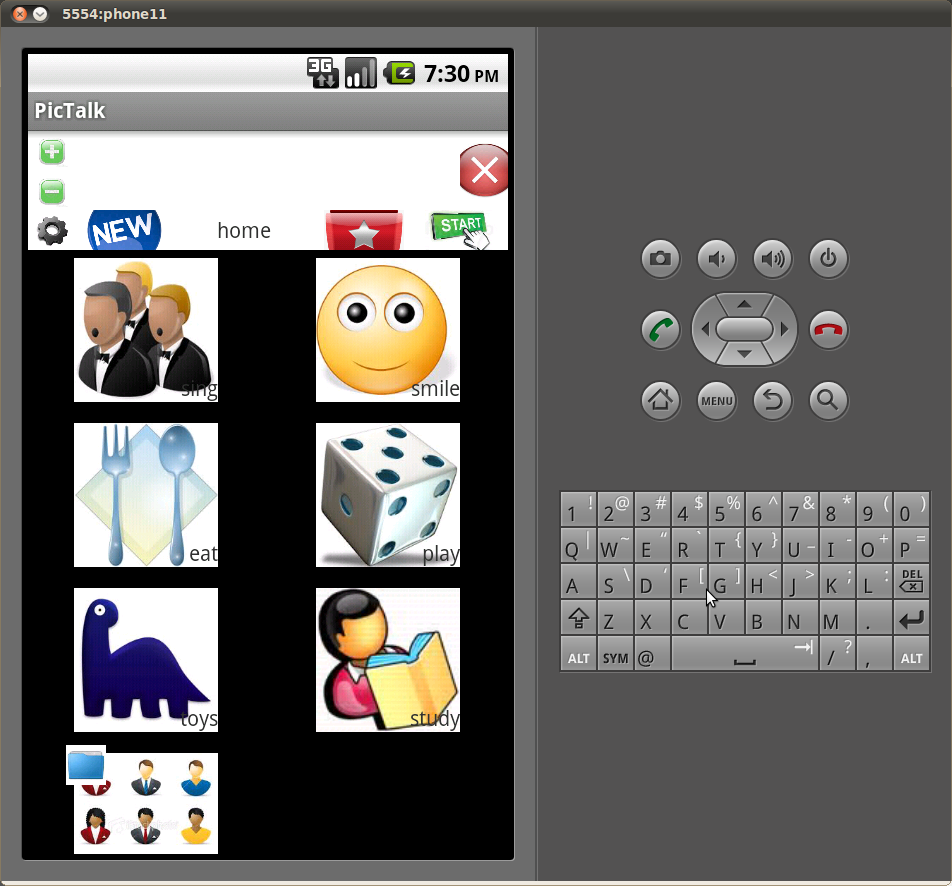 5554:phone11
3G 7:30 PM
PicTalk
NEW home START
sing smile
eat play
toys study
MENU
1 ! 2 @ 3 # 4 $ 5 % 6 ^ 7 & 8 * 9 ( 0 )
Q | W ~ E “ R ` T { Y } U _ I - O + P =
A S \ D ‘ F [ G ] H < J > K ; L : DEL
Z X C V B N M .
ALT SYM @ / ? , ALT